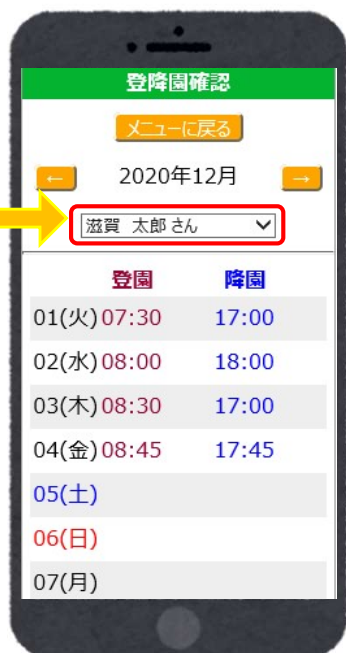 登降園確認
メニューに戻る
← 2020年12月 →
滋賀 太郎 さん
登園 降園
01(火) 07:30 17:00
02(水) 08:00 18:00
03(木) 08:30 17:00
04(金) 08:45 17:45
05(土)
06(日)
07(月)